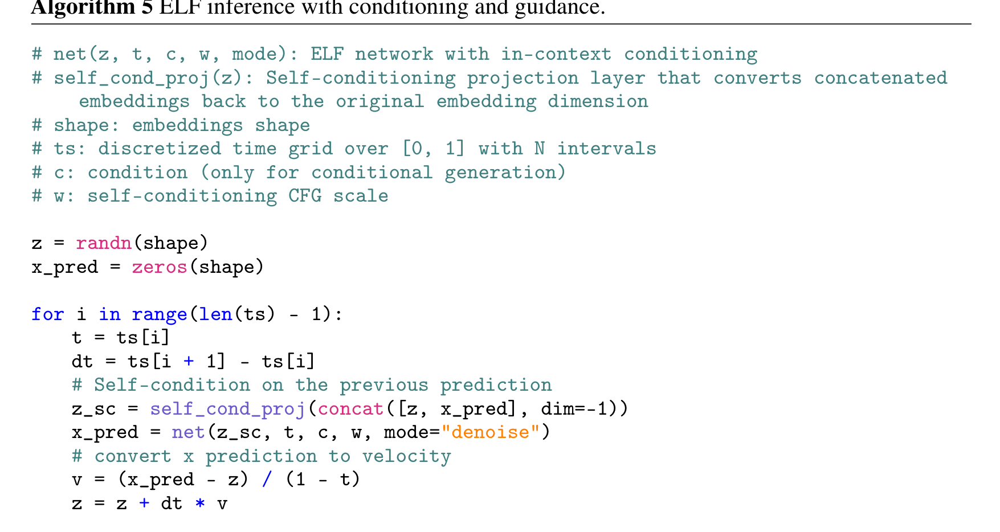 Algorithm 5 ELF inference with conditioning and guidance.
# net(z, t, c, w, mode): ELF network with in-context conditioning
# self_cond_proj(z): Self-conditioning projection layer that converts concatenated
embeddings back to the original embedding dimension
# shape: embeddings shape
# ts: discretized time grid over [0, 1] with N intervals
# c: condition (only for conditional generation)
# w: self-conditioning CFG scale
z = randn(shape)
x_pred = zeros(shape)
for i in range(len(ts) - 1):
t = ts[i]
dt = ts[i + 1] - ts[i]
# Self-condition on the previous prediction
z_sc = self_cond_proj(concat([z, x_pred], dim=-1))
x_pred = net(z_sc, t, c, w, mode="denoise")
# convert x prediction to velocity
v = (x_pred - z) / (1 - t)
z = z + dt * v